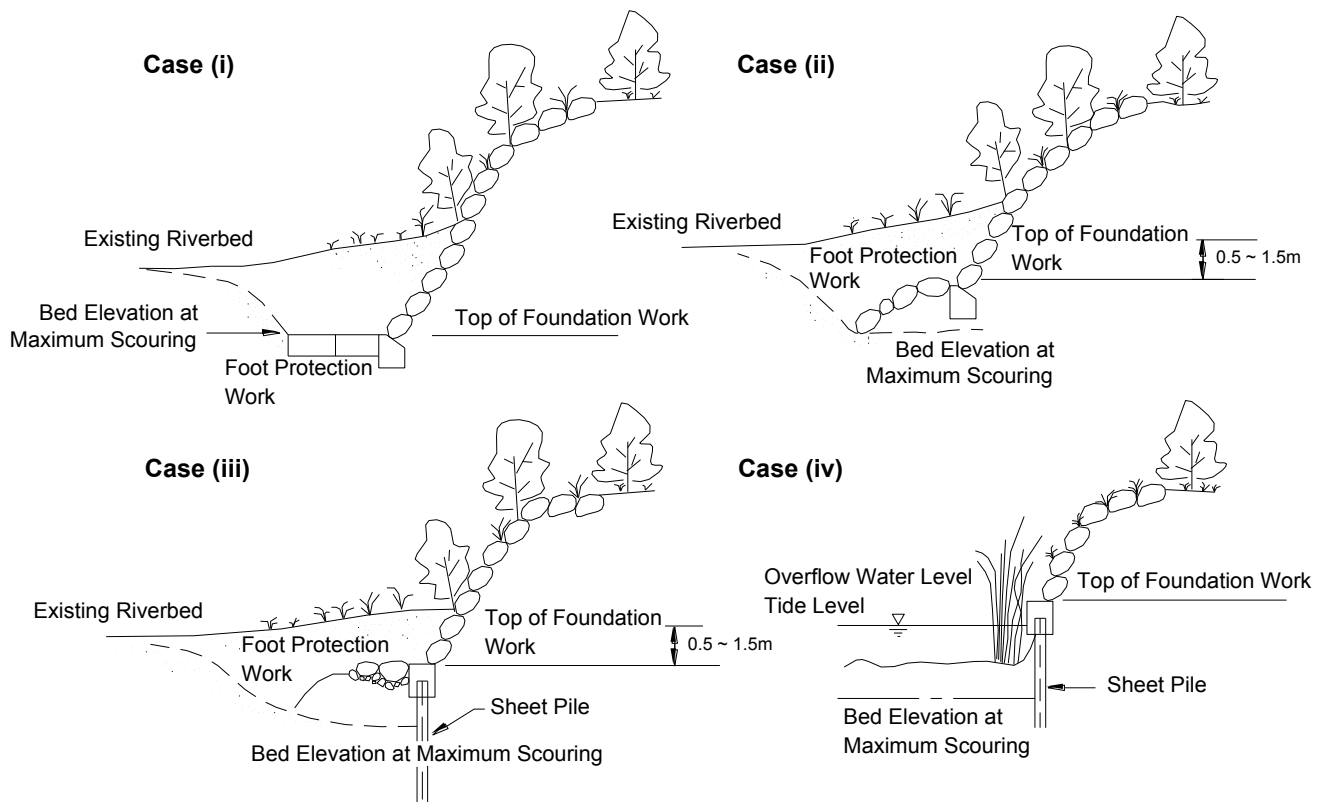 Case (i)
Existing Riverbed
Bed Elevation at
Maximum Scouring
Top of Foundation Work
Foot Protection
Work
Case (ii)
Existing Riverbed
Foot Protection
Work
Top of Foundation
Work
0.5 ~ 1.5m
Bed Elevation at
Maximum Scouring
Case (iii)
Existing Riverbed
Foot Protection
Work
Top of Foundation
Work
0.5 ~ 1.5m
Sheet Pile
Bed Elevation at Maximum Scouring
Case (iv)
Overflow Water Level
Tide Level
Top of Foundation Work
Sheet Pile
Bed Elevation at
Maximum Scouring